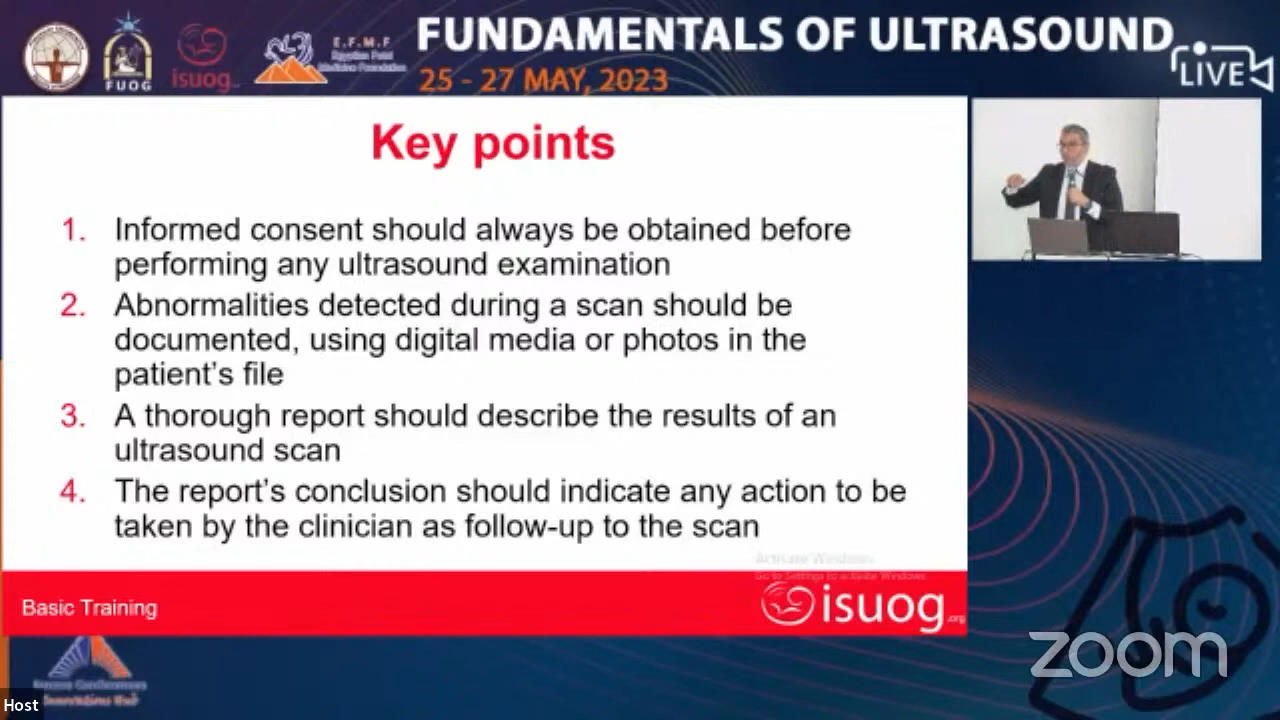 FUNDAMENTALS OF ULTRASOUND
25 - 27 MAY, 2023
LIVE
FUOG
isuog
E.F.M.F
Key points
1. Informed consent should always be obtained before
performing any ultrasound examination
2. Abnormalities detected during a scan should be
documented, using digital media or photos in the
patient's file
3. A thorough report should describe the results of an
ultrasound scan
4. The report's conclusion should indicate any action to be
taken by the clinician as follow-up to the scan
Activate Windows
Go to Settings to activate Windows
Basic Training
isuog.org
zoom
Host